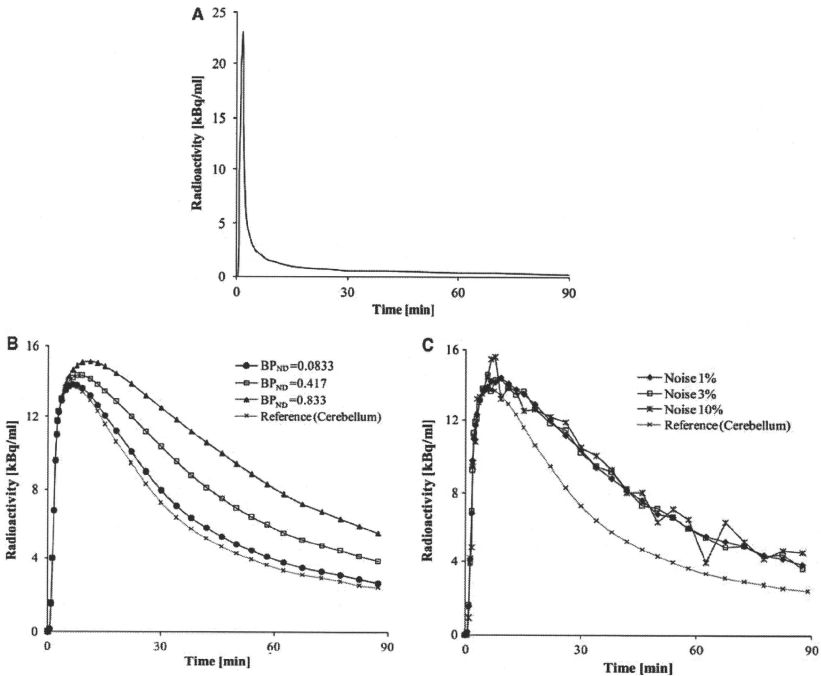 A
Radioactivity [kBq/ml]
25
20
15
10
5
0
0
30
60
90
Time [min]
B
Radioactivity [kBq/ml]
16
12
8
4
0
0
30
60
90
Time [min]
BPND=0.0833
BPND=0.417
BPND=0.833
Reference (Cerebellum)
C
Radioactivity [kBq/ml]
16
12
8
4
0
0
30
60
90
Time [min]
Noise 1%
Noise 3%
Noise 10%
Reference (Cerebellum)